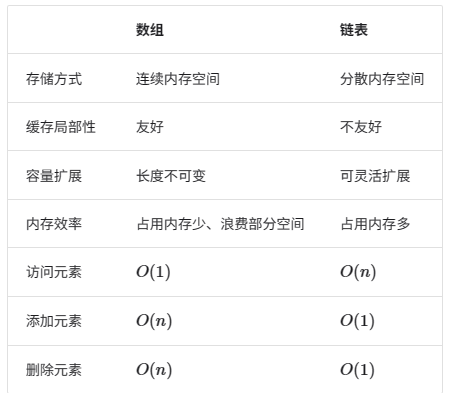 数组 链表
存储方式 连续内存空间 分散内存空间
缓存局部性 友好 不友好
容量扩展 长度不可变 可灵活扩展
内存效率 占用内存少、浪费部分空间 占用内存多
访问元素 O(1) O(n)
添加元素 O(n) O(1)
删除元素 O(n) O(1)